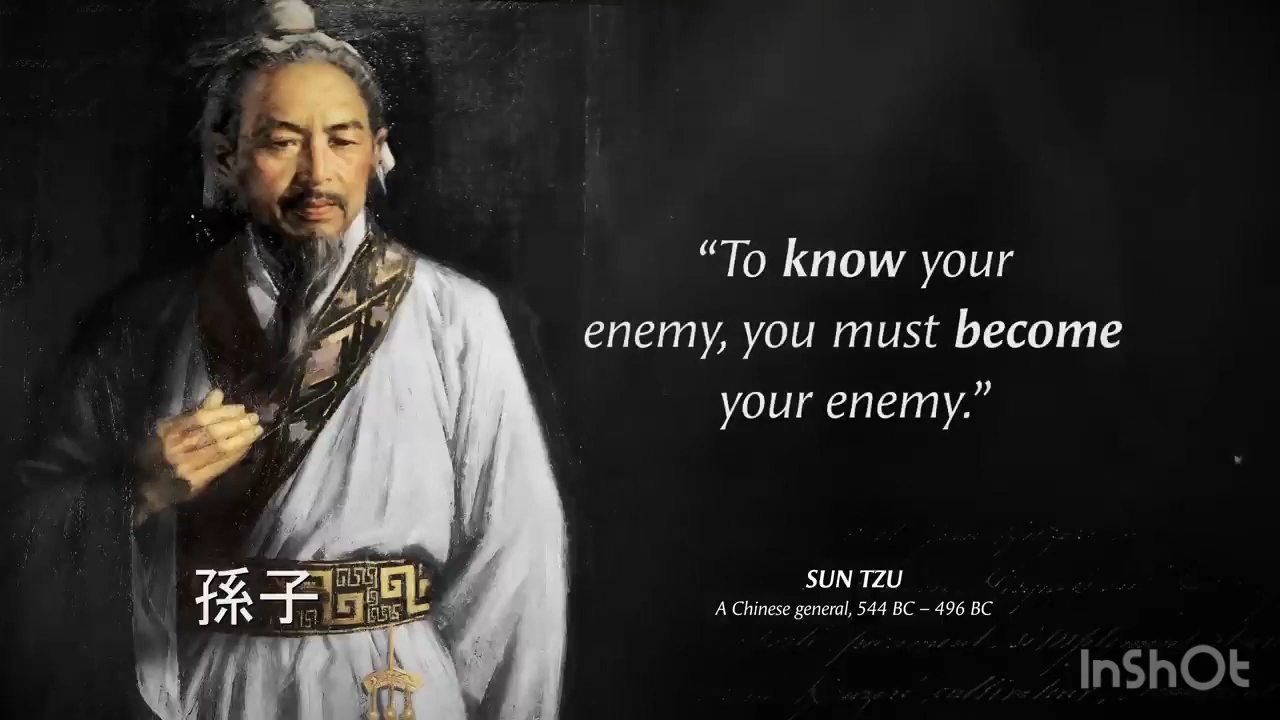 “To know your
enemy, you must become
your enemy.”
孫子
SUN TZU
A Chinese general, 544 BC – 496 BC
InShOt